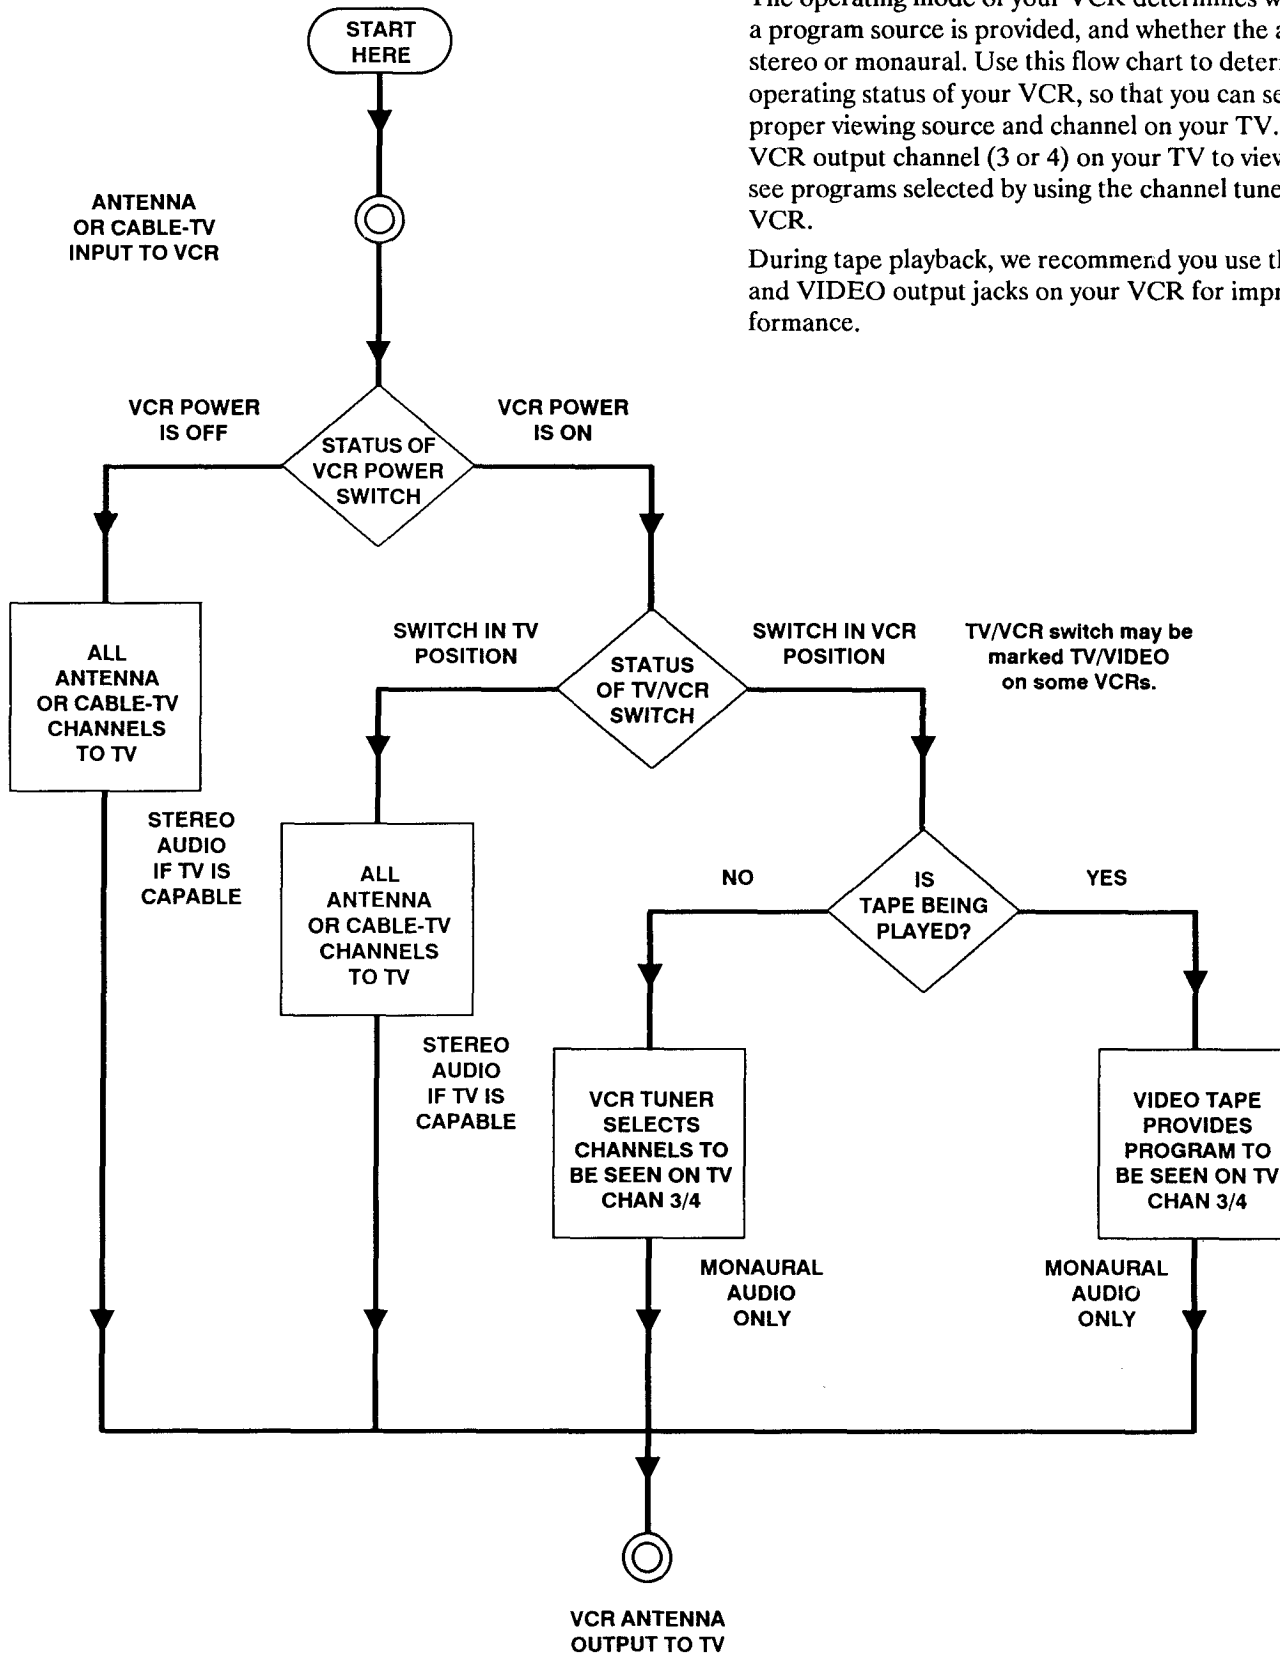 The operating mode of your VCR determines w
a program source is provided, and whether the a
stereo or monaural. Use this flow chart to deter
operating status of your VCR, so that you can se
proper viewing source and channel on your TV.
VCR output channel (3 or 4) on your TV to view
see programs selected by using the channel tune
VCR.
During tape playback, we recommend you use th
and VIDEO output jacks on your VCR for impr
formance.
START
HERE
ANTENNA
OR CABLE-TV
INPUT TO VCR
VCR POWER
IS OFF
VCR POWER
IS ON
STATUS OF
VCR POWER
SWITCH
SWITCH IN TV
POSITION
SWITCH IN VCR
POSITION
TV/VCR switch may be
marked TV/VIDEO
on some VCRs.
STATUS
OF TV/VCR
SWITCH
ALL
ANTENNA
OR CABLE-TV
CHANNELS
TO TV
STEREO
AUDIO
IF TV IS
CAPABLE
ALL
ANTENNA
OR CABLE-TV
CHANNELS
TO TV
STEREO
AUDIO
IF TV IS
CAPABLE
NO
IS
TAPE BEING
PLAYED?
YES
VCR TUNER
SELECTS
CHANNELS TO
BE SEEN ON TV
CHAN 3/4
VIDEO TAPE
PROVIDES
PROGRAM TO
BE SEEN ON TV
CHAN 3/4
MONAURAL
AUDIO
ONLY
MONAURAL
AUDIO
ONLY
VCR ANTENNA
OUTPUT TO TV